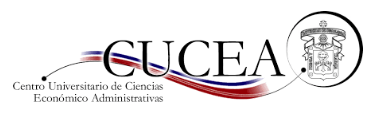 CUCEA
Centro Universitario de Ciencias
Económico Administrativas